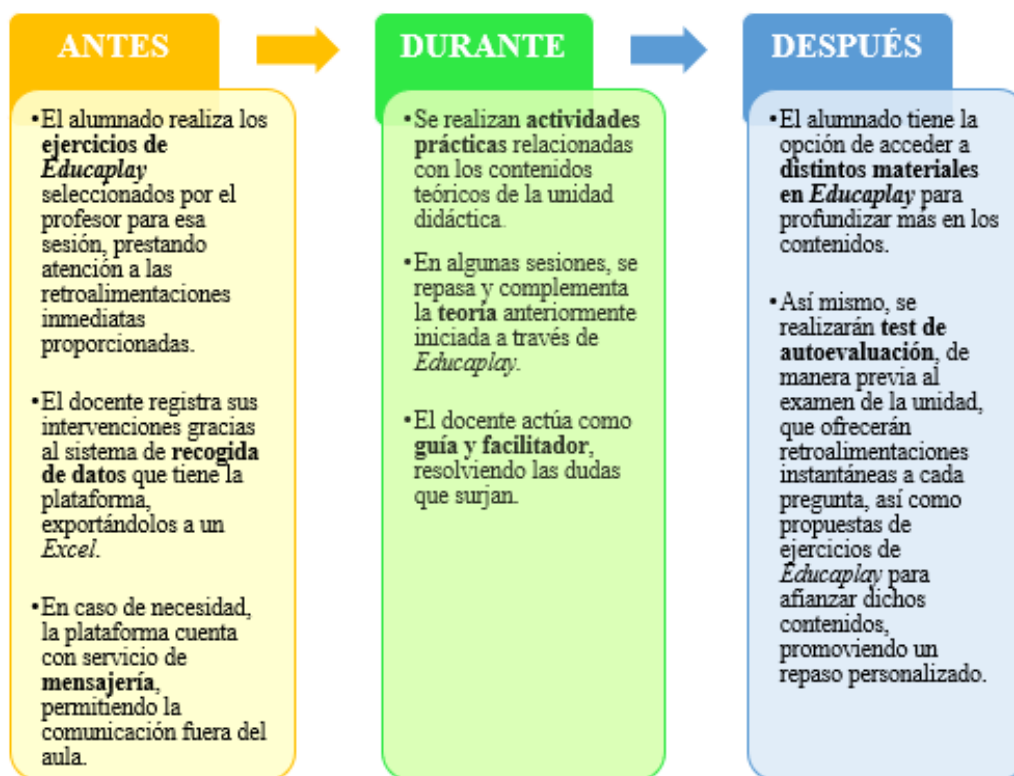 ANTES
•El alumnado realiza los
ejercicios de
Educaplay
seleccionados por el
profesor para esa
sesión, prestando
atención a las
retroalimentaciones
inmediatas
proporcionadas.
•El docente registra sus
intervenciones gracias
al sistema de recogida
de datos que tiene la
plataforma,
exportándolos a un
Excel.
•En caso de necesidad,
la plataforma cuenta
con servicio de
mensajería,
permitiendo la
comunicación fuera del
aula.
DURANTE
•Se realizan actividades
prácticas relacionadas
con los contenidos
teóricos de la unidad
didáctica.
•En algunas sesiones, se
repasa y complementa
la teoría anteriormente
iniciada a través de
Educaplay.
•El docente actúa como
guía y facilitador,
resolviendo las dudas
que surjan.
DESPUÉS
•El alumnado tiene la
opción de acceder a
distintos materiales
en Educaplay para
profundizar más en los
contenidos.
•Así mismo, se
realizarán test de
autoevaluación, de
manera previa al
examen de la unidad,
que ofrecerán
retroalimentaciones
instantáneas a cada
pregunta, así como
propuestas de
ejercicios de
Educaplay para
afianzar dichos
contenidos,
promoviendo un
repaso personalizado.